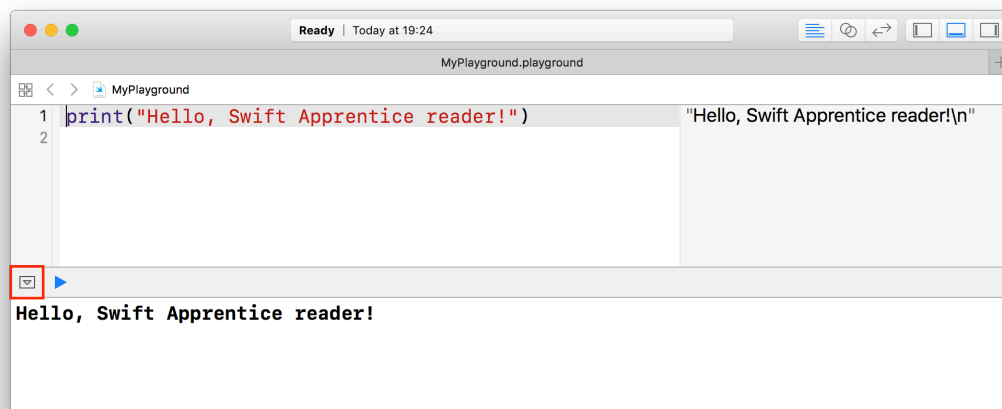 Ready | Today at 19:24
MyPlayground.playground
MyPlayground
1 print("Hello, Swift Apprentice reader!") "Hello, Swift Apprentice reader!\n"
2
Hello, Swift Apprentice reader!